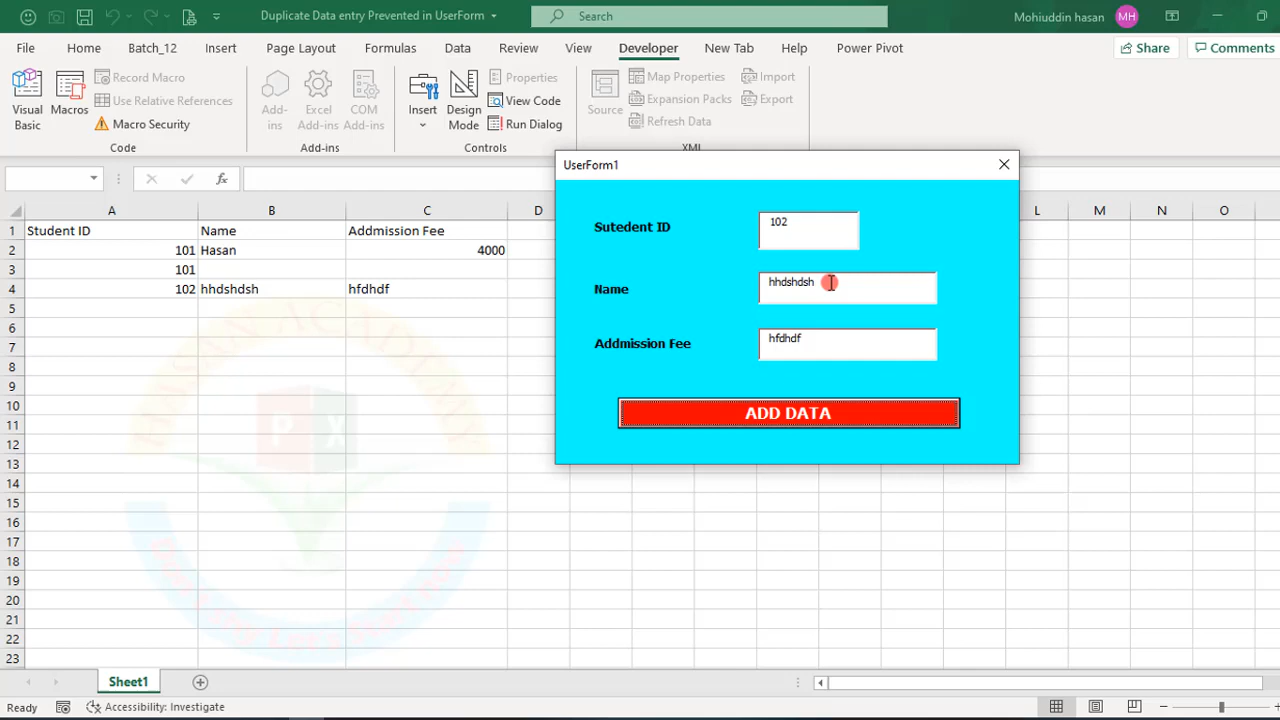 Duplicate Data entry Prevented in UserForm
Search
Mohiuddin hasan
MH
File Home Batch_12 Insert Page Layout Formulas Data Review View Developer New Tab Help Power Pivot Share Comments
Visual Basic
Macros
Record Macro
Use Relative References
Macro Security
Code
Add-ins
Excel Add-ins
COM Add-ins
Add-ins
Insert
Design Mode
Properties
View Code
Run Dialog
Controls
Source
Map Properties
Expansion Packs
Refresh Data
Import
Export
XML
fx
A B C D L M N O
1 Student ID Name Addmission Fee
2 101 Hasan 4000
3 101
4 102 hhdshdsh hfdhdf
5
6
7
8
9
10
11
12
13
14
15
16
17
18
19
20
21
22
23
UserForm1
Sutedent ID 102
Name hhdshdsh
Addmission Fee hfdhdf
ADD DATA
P X
Sheet1
Ready Accessibility: Investigate